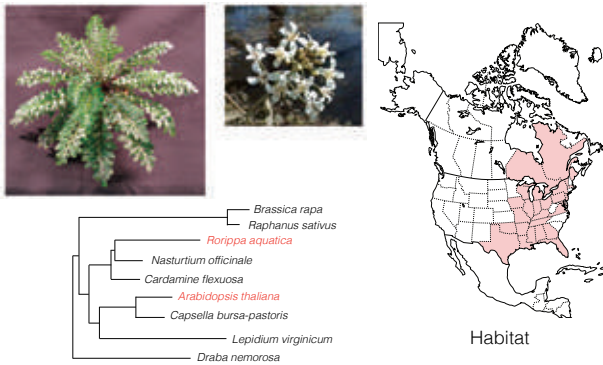 Brassica rapa
Raphanus sativus
Rorippa aquatica
Nasturtium officinale
Cardamine flexuosa
Arabidopsis thaliana
Capsella bursa-pastoris
Lepidium virginicum
Draba nemorosa
Habitat